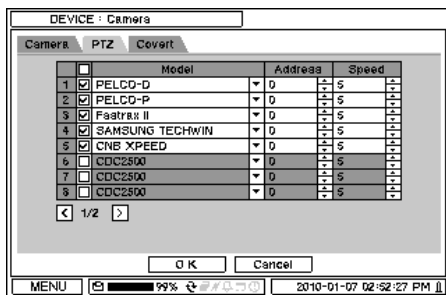 DEVICE : Camera
Camera PTZ Covert
Model Address Speed
1 PELCO-D 0 5
2 PELCO-P 0 5
3 Fastrax II 0 5
4 SAMSUNG TECHWIN 0 5
5 CNB XPEED 0 5
6 CDC2500 0 5
7 CDC2500 0 5
8 CDC2500 0 5
< 1/2 >
OK Cancel
MENU 99% 2010-01-07 02:52:27 PM